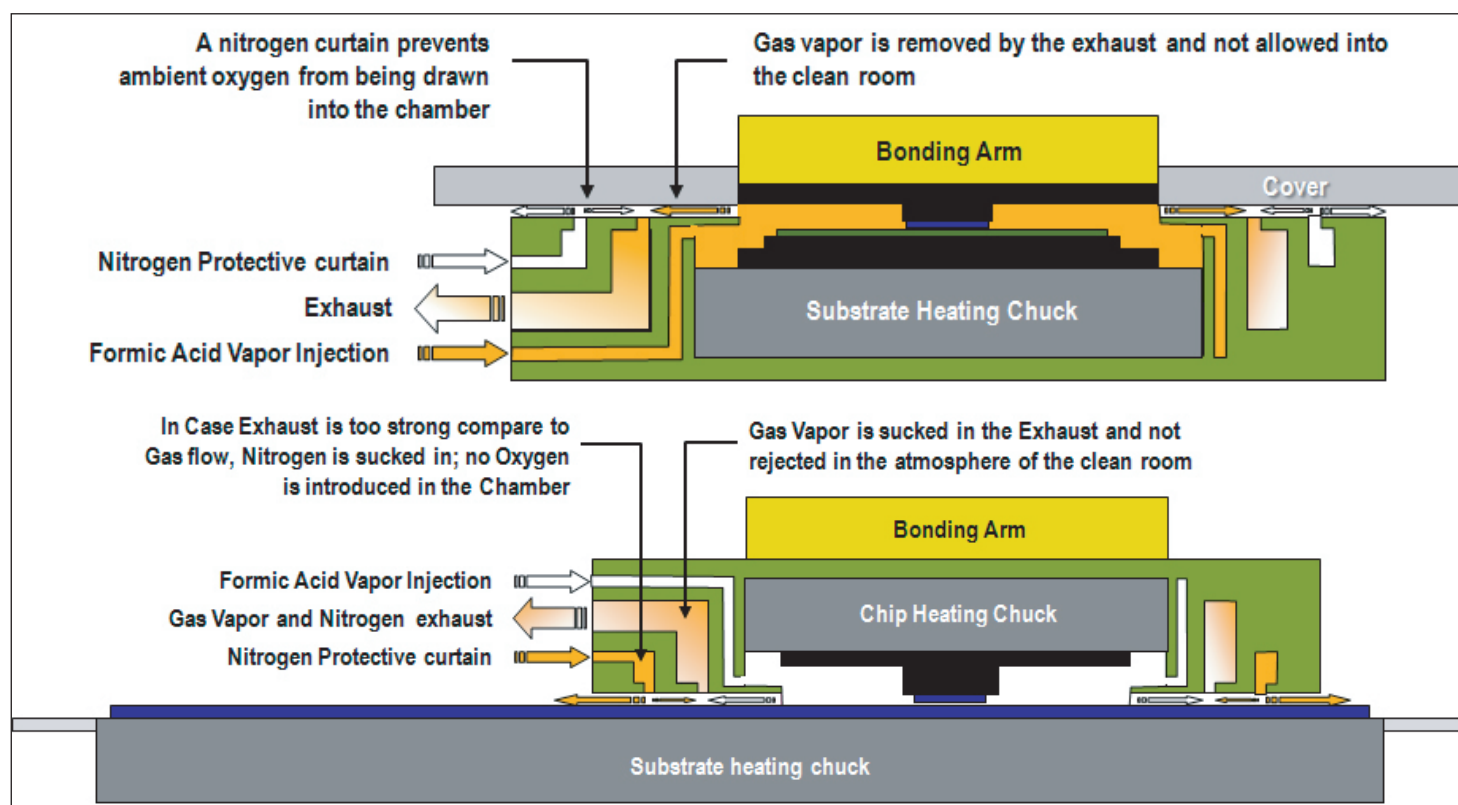 A nitrogen curtain prevents
ambient oxygen from being drawn
into the chamber
Gas vapor is removed by the exhaust and not allowed into
the clean room
Bonding Arm
Cover
Nitrogen Protective curtain
Exhaust
Formic Acid Vapor Injection
Substrate Heating Chuck
In Case Exhaust is too strong compare to
Gas flow, Nitrogen is sucked in; no Oxygen
is introduced in the Chamber
Gas Vapor is sucked in the Exhaust and not
rejected in the atmosphere of the clean room
Bonding Arm
Formic Acid Vapor Injection
Gas Vapor and Nitrogen exhaust
Nitrogen Protective curtain
Chip Heating Chuck
Substrate heating chuck